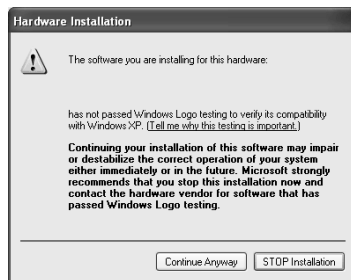 Hardware Installation
The software you are installing for this hardware:
has not passed Windows Logo testing to verify its compatibility
with Windows XP. (Tell me why this testing is important.)
Continuing your installation of this software may impair
or destabilize the correct operation of your system
either immediately or in the future. Microsoft strongly
recommends that you stop this installation now and
contact the hardware vendor for software that has
passed Windows Logo testing.
Continue Anyway
STOP Installation